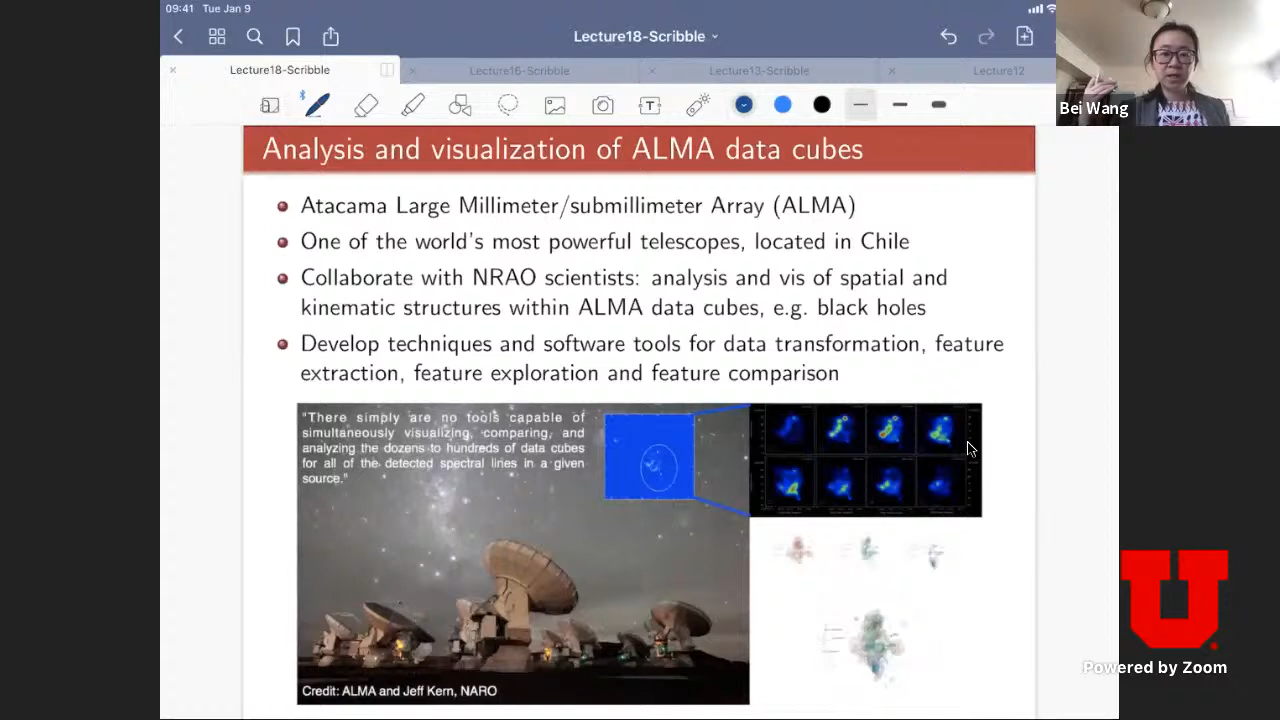 09:41 Tue Jan 9
Lecture18-Scribble
Lecture18-Scribble
Lecture16-Scribble
Lecture13-Scribble
Lecture12
T
Bei Wang
Analysis and visualization of ALMA data cubes
Atacama Large Millimeter/submillimeter Array (ALMA)
One of the world's most powerful telescopes, located in Chile
Collaborate with NRAO scientists: analysis and vis of spatial and
kinematic structures within ALMA data cubes, e.g. black holes
Develop techniques and software tools for data transformation, feature
extraction, feature exploration and feature comparison
"There simply are no tools capable of
simultaneously visualizing, comparing, and
analyzing the dozens to hundreds of data cubes
for all of the detected spectral lines in a given
source."
Credit: ALMA and Jeff Kern, NARO
U
Powered by Zoom